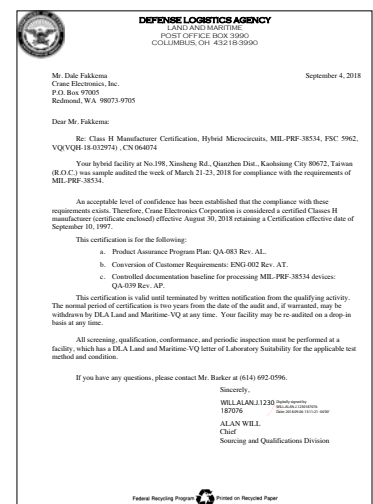 DEFENSE LOGISTICS AGENCY
LAND AND MARITIME
POST OFFICE BOX 3990
COLUMBUS, OH 43218-3990
Mr. Dale Fakkema September 4, 2018
Crane Electronics, Inc.
P.O. Box 97005
Redmond, WA 98073-9705
Dear Mr. Fakkema:
Re: Class H Manufacturer Certification, Hybrid Microcircuits, MIL-PRF-38534, FSC 5962,
VQ(VQH-18-032974) , CN 064074
Your hybrid facility at No.198, Xinsheng Rd., Qianzhen Dist., Kaohsiung City 80672, Taiwan
(R.O.C.) was sample audited the week of March 21-23, 2018 for compliance with the requirements of
MIL-PRF-38534.
An acceptable level of confidence has been established that the compliance with these
requirements exists. Therefore, Crane Electronics Corporation is considered a certified Classes H
manufacturer (certificate enclosed) effective August 30, 2018 retaining a Certification effective date of
September 10, 1997.
This certification is for the following:
a. Product Assurance Program Plan: QA-083 Rev. AL.
b. Conversion of Customer Requirements: ENG-002 Rev. AT.
c. Controlled documentation baseline for processing MIL-PRF-38534 devices:
QA-039 Rev. AP.
This certification is valid until terminated by written notification from the qualifying activity.
The normal period of certification is two years from the date of the audit and, if warranted, may be
withdrawn by DLA Land and Maritime-VQ at any time. Your facility may be re-audited on a drop-in
basis at any time.
All screening, qualification, conformance, and periodic inspection must be performed at a
facility, which has a DLA Land and Maritime-VQ letter of Laboratory Suitability for the applicable test
method and condition.
If you have any questions, please contact Mr. Barker at (614) 692-0596.
Sincerely,
WILL.ALAN.J.1230
187076
Digitally signed by
WILL.ALAN.J.1230187076
ALAN WILL
Chief
Sourcing and Qualifications Division
Federal Recycling Program Printed on Recycled Paper